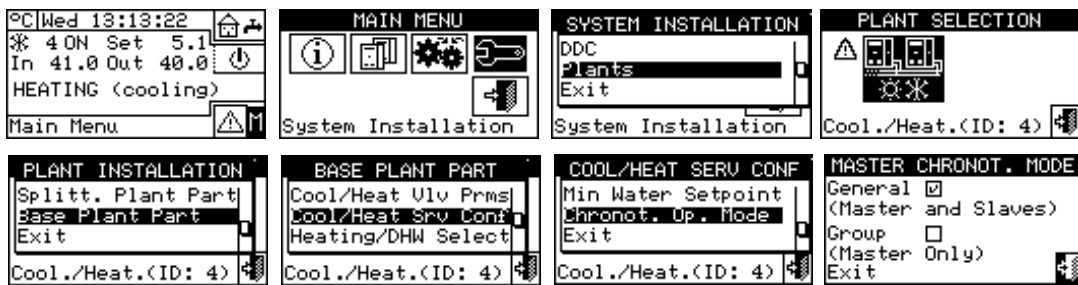 °C Wed 13:13:22
4 ON Set 5.1
In 41.0 Out 40.0
HEATING (cooling)
Main Menu M
MAIN MENU
System Installation
SYSTEM INSTALLATION
DDC
Plants
Exit
System Installation
PLANT SELECTION
Cool./Heat.(ID: 4)
PLANT INSTALLATION
Splitt. Plant Part
Base Plant Part
Exit
Cool./Heat.(ID: 4)
BASE PLANT PART
Cool/Heat Vlv Prms
Cool/Heat Srv Conf
Heating/DHW Select
Cool./Heat.(ID: 4)
COOL/HEAT SERV CONF
Min Water Setpoint
Chronot. Op. Mode
Exit
Cool./Heat.(ID: 4)
MASTER CHRONOT. MODE
General
(Master and Slaves)
Group
(Master Only)
Exit